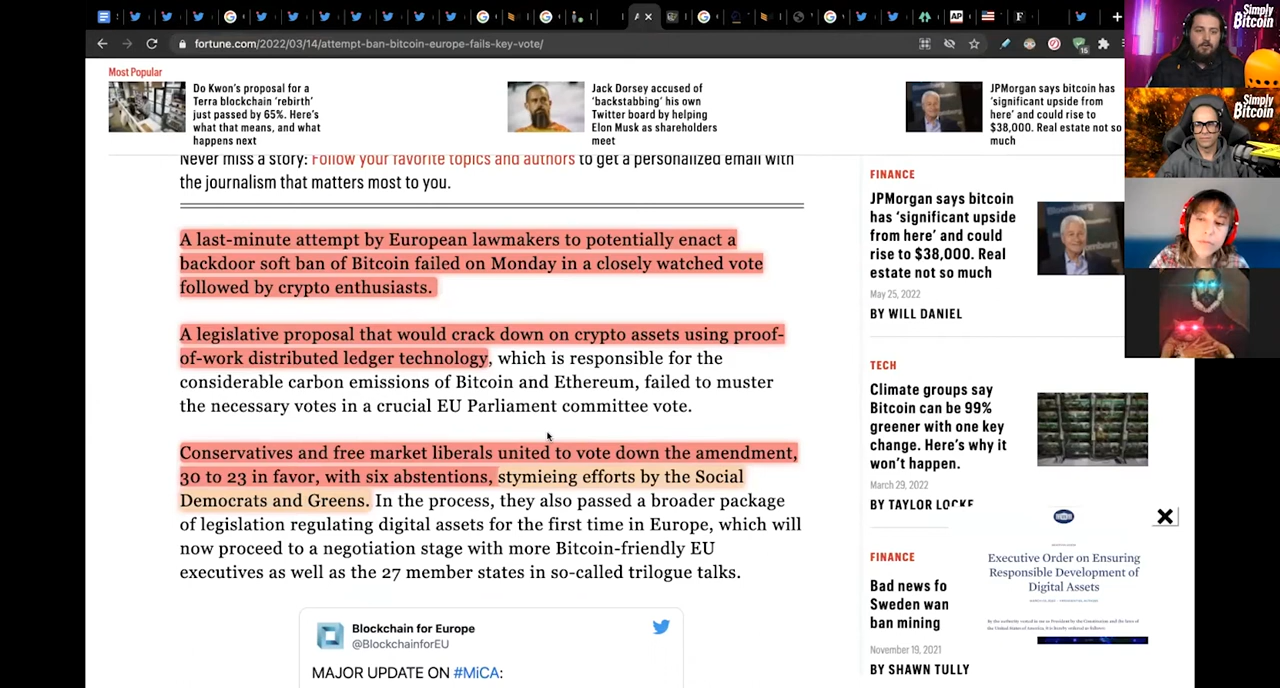 fortune.com/2022/03/14/attempt-ban-bitcoin-europe-fails-key-vote/
15
AP
F
Simply
Bitcoin
Simply
Bitcoin
Most Popular
Do Kwon's proposal for a
Terra blockchain 'rebirth'
just passed by 65%. Here's
what that means, and what
happens next
Jack Dorsey accused of
'backstabbing' his own
Twitter board by helping
Elon Musk as shareholders
meet
JPMorgan says bitcoin has
'significant upside from
here' and could rise to
$38,000. Real estate not so
much
Never miss a story: Follow your favorite topics and authors to get a personalized email with
the journalism that matters most to you.
A last-minute attempt by European lawmakers to potentially enact a
backdoor soft ban of Bitcoin failed on Monday in a closely watched vote
followed by crypto enthusiasts.
A legislative proposal that would crack down on crypto assets using proof-
of-work distributed ledger technology, which is responsible for the
considerable carbon emissions of Bitcoin and Ethereum, failed to muster
the necessary votes in a crucial EU Parliament committee vote.
Conservatives and free market liberals united to vote down the amendment,
30 to 23 in favor, with six abstentions, stymieing efforts by the Social
Democrats and Greens. In the process, they also passed a broader package
of legislation regulating digital assets for the first time in Europe, which will
now proceed to a negotiation stage with more Bitcoin-friendly EU
executives as well as the 27 member states in so-called trilogue talks.
Blockchain for Europe
@BlockchainforEU
MAJOR UPDATE ON #MiCA:
FINANCE
JPMorgan says bitcoin
has 'significant upside
from here' and could
rise to $38,000. Real
estate not so much
May 25, 2022
BY WILL DANIEL
Bloomberg
TECH
Climate groups say
Bitcoin can be 99%
greener with one key
change. Here's why it
won't happen.
March 29, 2022
BY TAYLOR LOCKE
FINANCE
Bad news fo
Sweden wan
ban mining
November 19, 2021
BY SHAWN TULLY
Executive Order on Ensuring
Responsible Development of
Digital Assets